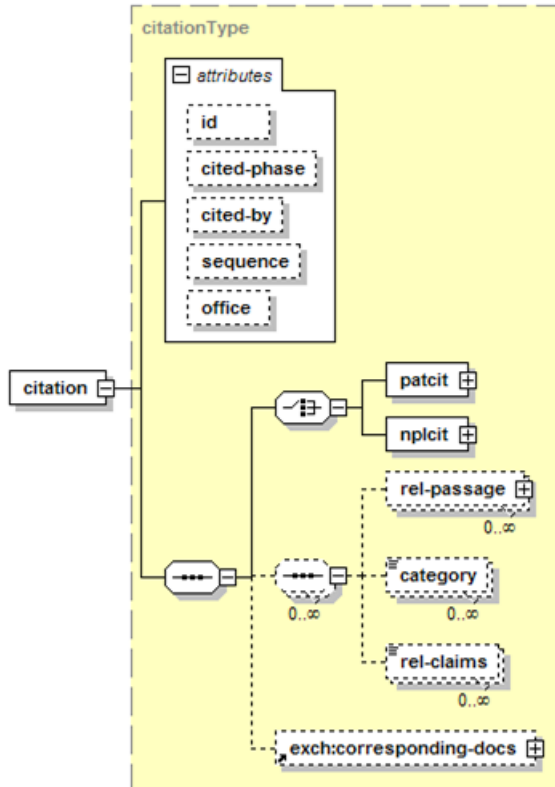 citationType
attributes
id
cited-phase
cited-by
sequence
office
citation
patcit
nplcit
rel-passage
0..∞
category
0..∞
0..∞
rel-claims
0..∞
exch:corresponding-docs